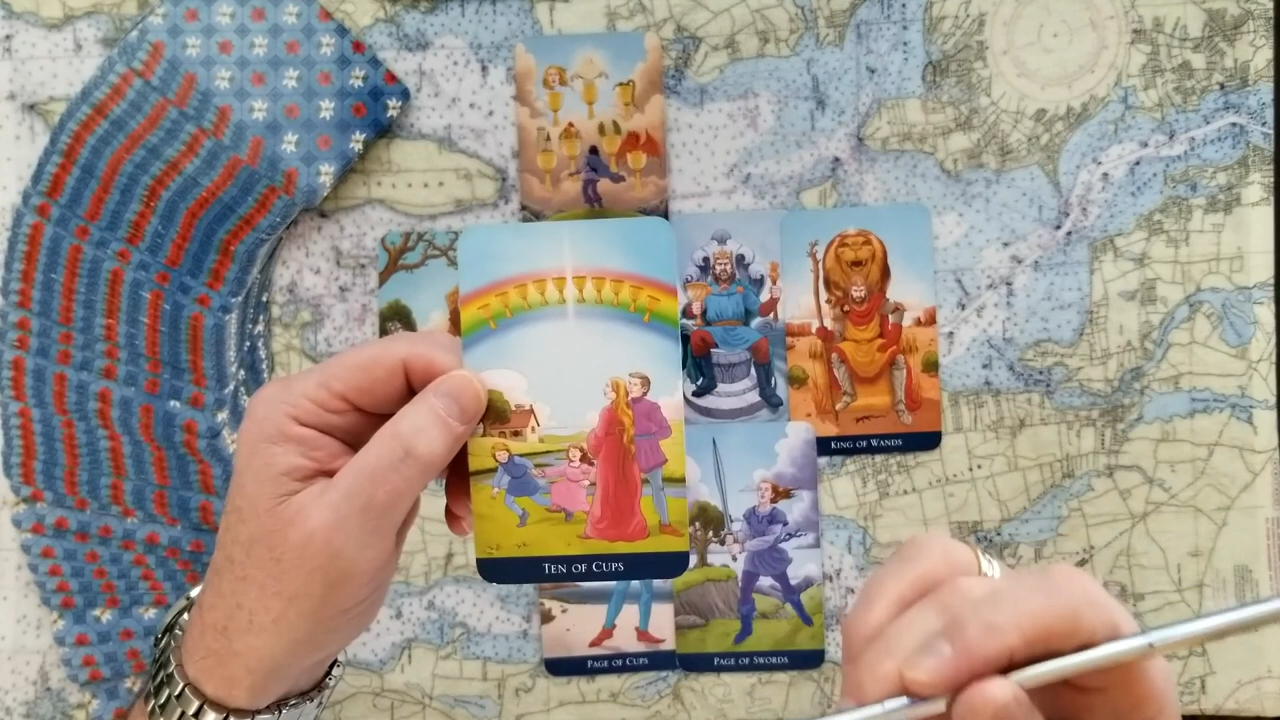 King of Wands
Ten of Cups
Page of Cups
Page of Swords